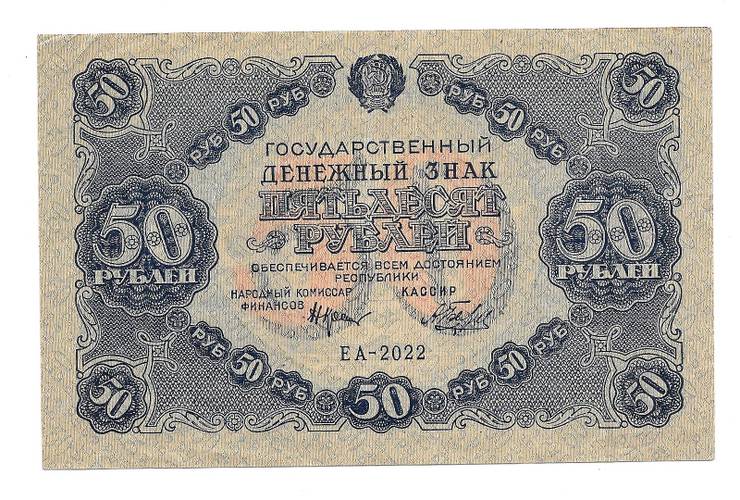 50
50
РУБ 50 РУБ
РУБ 50 РУБ
ГОСУДАРСТВЕННЫЙ
ДЕНЕЖНЫЙ ЗНАК
ПЯТЬДЕСЯТ
РУБЛЕЙ
50
РУБЛЕЙ
50
РУБЛЕЙ
ОБЕСПЕЧИВАЕТСЯ ВСЕМ ДОСТОЯНИЕМ
РЕСПУБЛИКИ
НАРОДНЫЙ КОМИССАР
ФИНАНСОВ
КАССИР
ЕА-2022
РУБ 50 РУБ
50
РУБ 50 РУБ
50
50